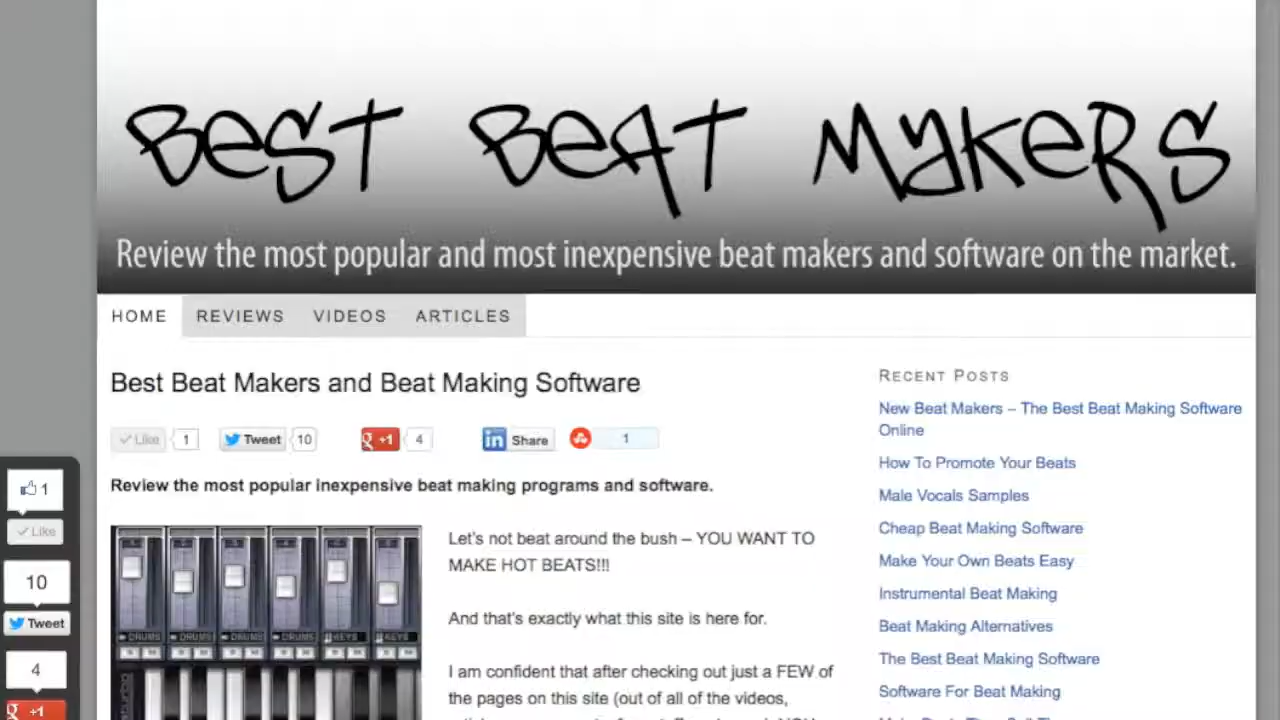 Best Beat Makers
Review the most popular and most inexpensive beat makers and software on the market.
HOME REVIEWS VIDEOS ARTICLES
Best Beat Makers and Beat Making Software
Like 1 Tweet 10 +1 4 in Share 1
Review the most popular inexpensive beat making programs and software.
Let's not beat around the bush – YOU WANT TO
MAKE HOT BEATS!!!
And that's exactly what this site is here for.
I am confident that after checking out just a FEW of
the pages on this site (out of all of the videos,
DRUMS DRUMS DRUMS DRUMS KEYS KEYS
RECENT POSTS
New Beat Makers – The Best Beat Making Software
Online
How To Promote Your Beats
Male Vocals Samples
Cheap Beat Making Software
Make Your Own Beats Easy
Instrumental Beat Making
Beat Making Alternatives
The Best Beat Making Software
Software For Beat Making
1
Like
10
Tweet
4
g +1